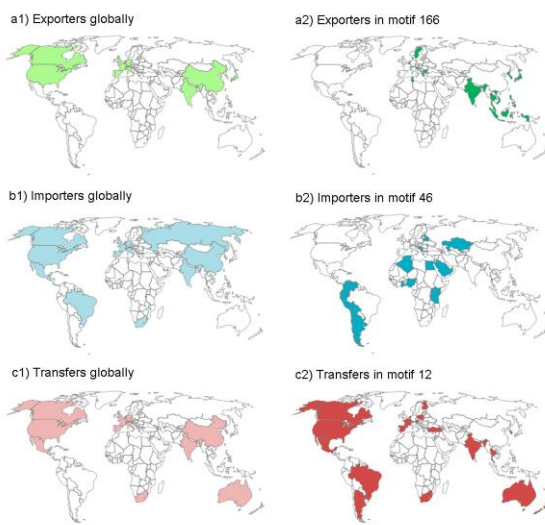 a1) Exporters globally
a2) Exporters in motif 166
b1) Importers globally
b2) Importers in motif 46
c1) Transfers globally
c2) Transfers in motif 12